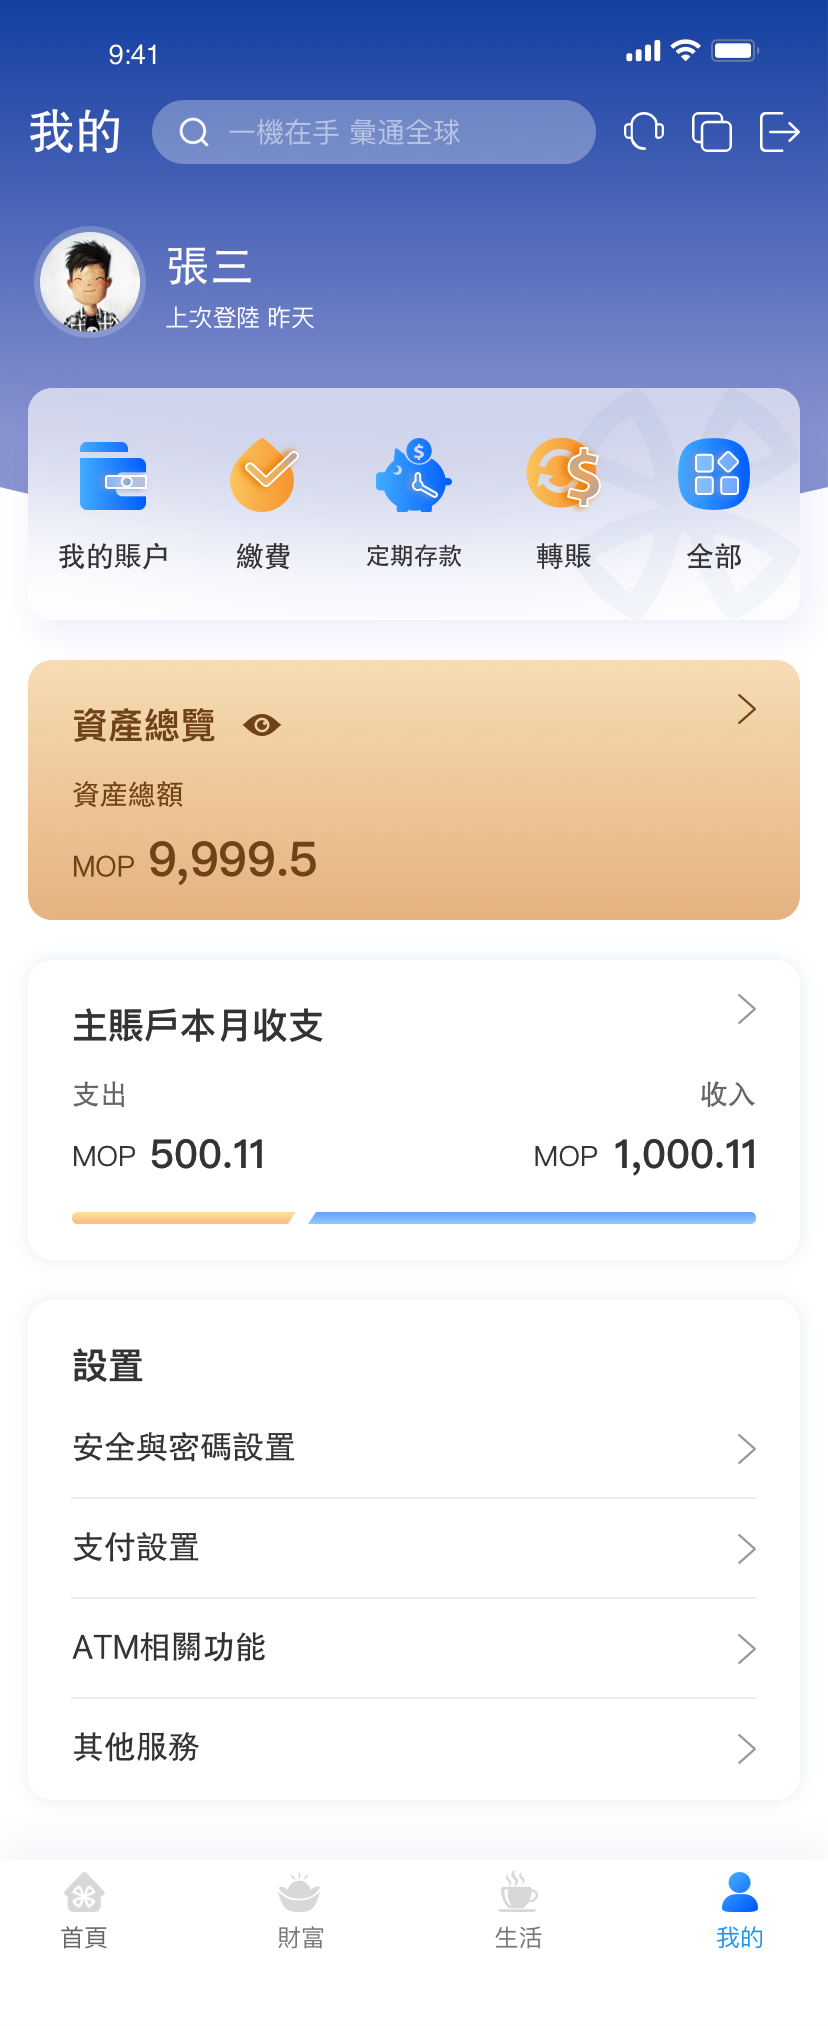 9:41
我的
一機在手 彙通全球
張三
上次登陸 昨天
我的賬户
繳費
定期存款
轉賬
全部
資產總覽
資産總額
MOP 9,999.5
主賬戶本月收支
支出
收入
MOP 500.11
MOP 1,000.11
設置
安全與密碼設置
支付設置
ATM相關功能
其他服務
首頁
財富
生活
我的